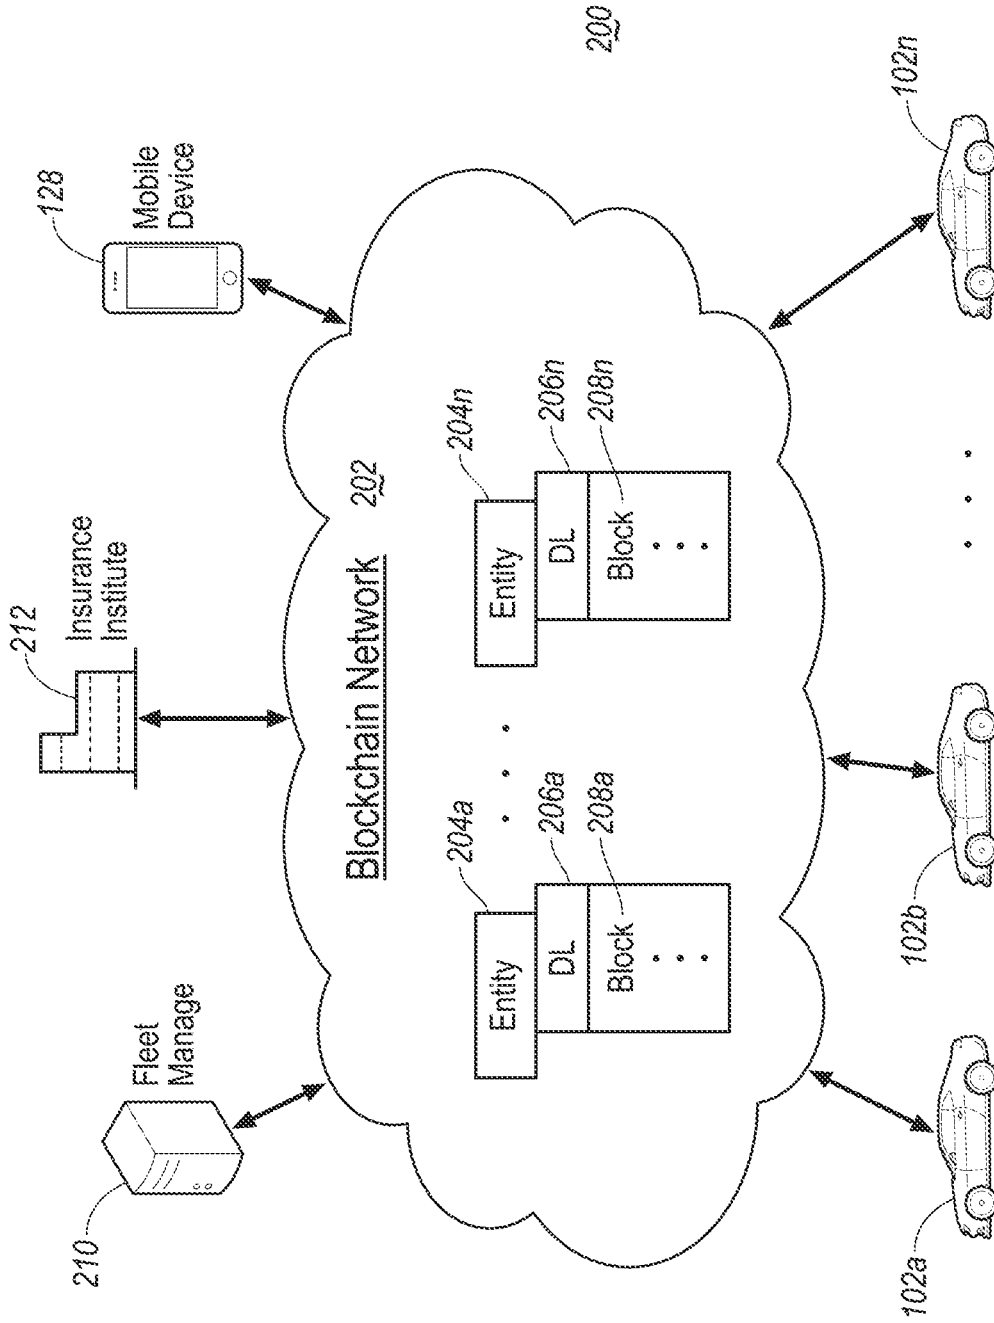 200
210
Fleet
Manage
212
Insurance
Institute
128
Mobile
Device
Blockchain Network 202
204a
Entity
206a
DL
208a
Block
204n
Entity
206n
DL
208n
Block
102a
102b
102n